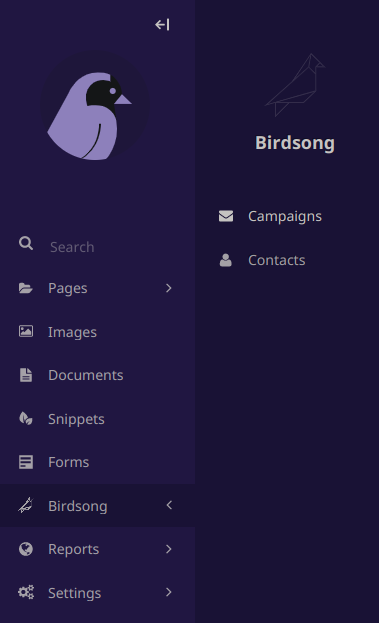 Search
Pages
Images
Documents
Snippets
Forms
Birdsong
Reports
Settings
Birdsong
Campaigns
Contacts